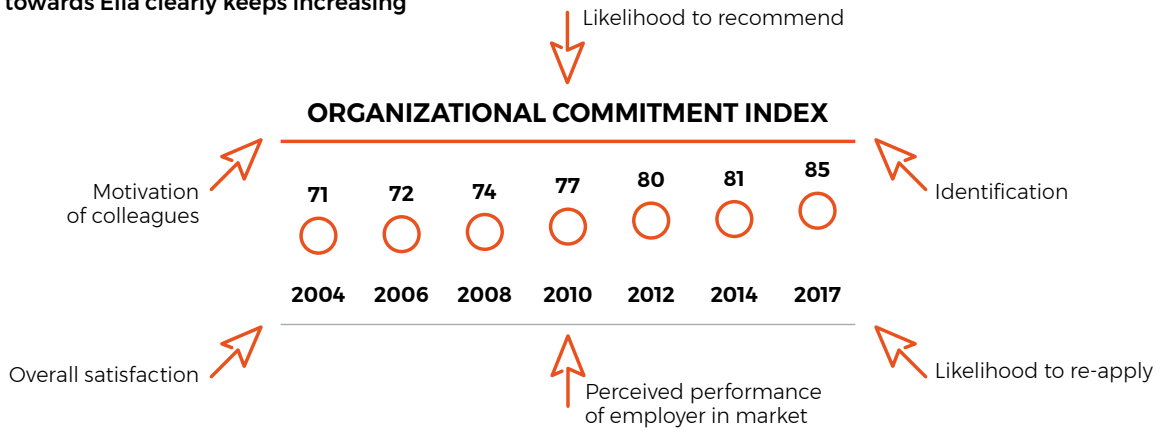 towards Elia clearly keeps increasing
Likelihood to recommend
ORGANIZATIONAL COMMITMENT INDEX
Motivation
of colleagues
Identification
71 72 74 77 80 81 85
2004 2006 2008 2010 2012 2014 2017
Overall satisfaction
Perceived performance
of employer in market
Likelihood to re-apply